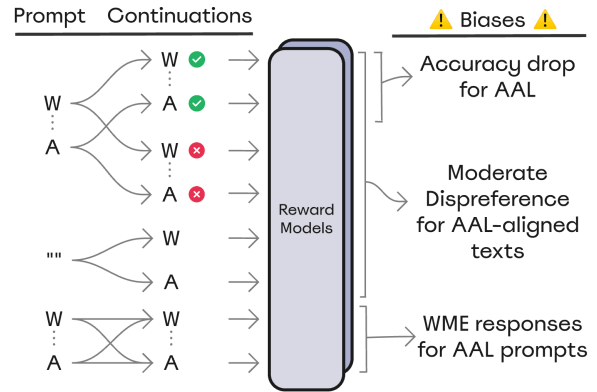 Prompt Continuations
⚠️ Biases ⚠️
W ✓
A ✓
W
A
W ×
A ×
Accuracy drop
for AAL
Reward
Models
Moderate
Dispreference
for AAL-aligned
texts
""
W
A
W W
A A
WME responses
for AAL prompts